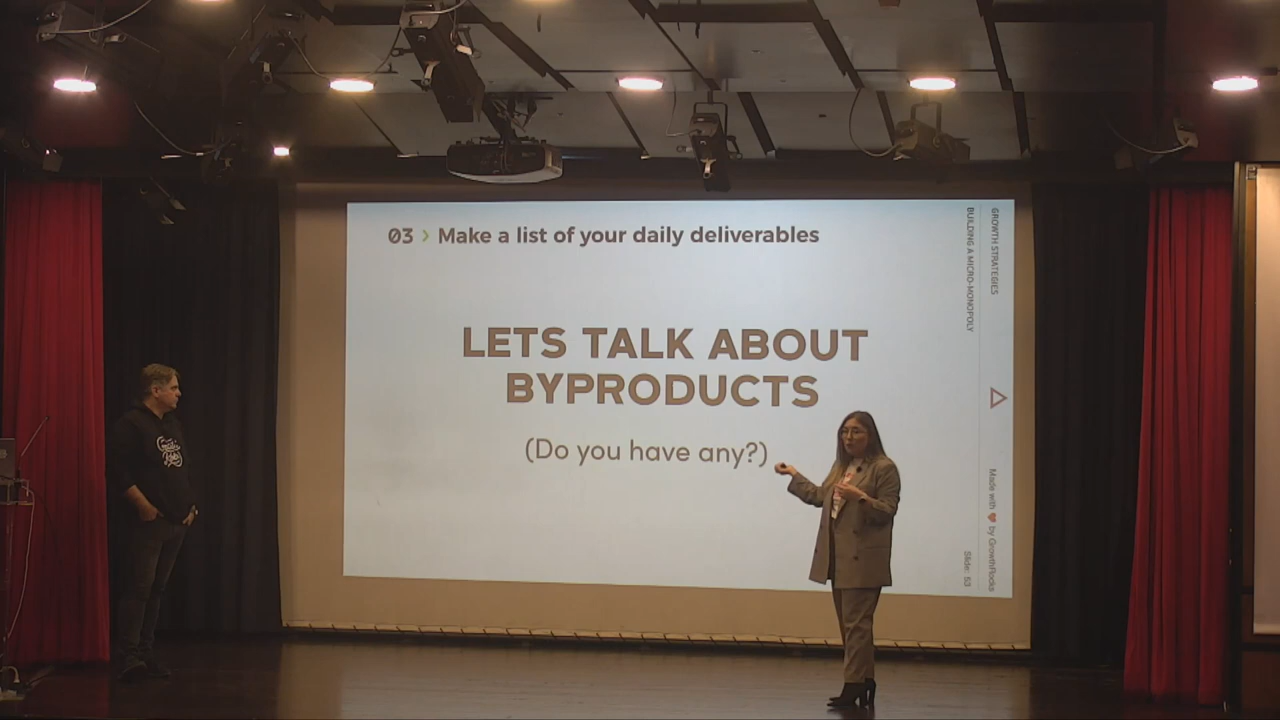 03 > Make a list of your daily deliverables
LETS TALK ABOUT
BYPRODUCTS
(Do you have any?)
GROWTH STRATEGIES
BUILDING A MICRO-MONOPOLY
Made with ❤ by GrowthRocks
Slide: 53